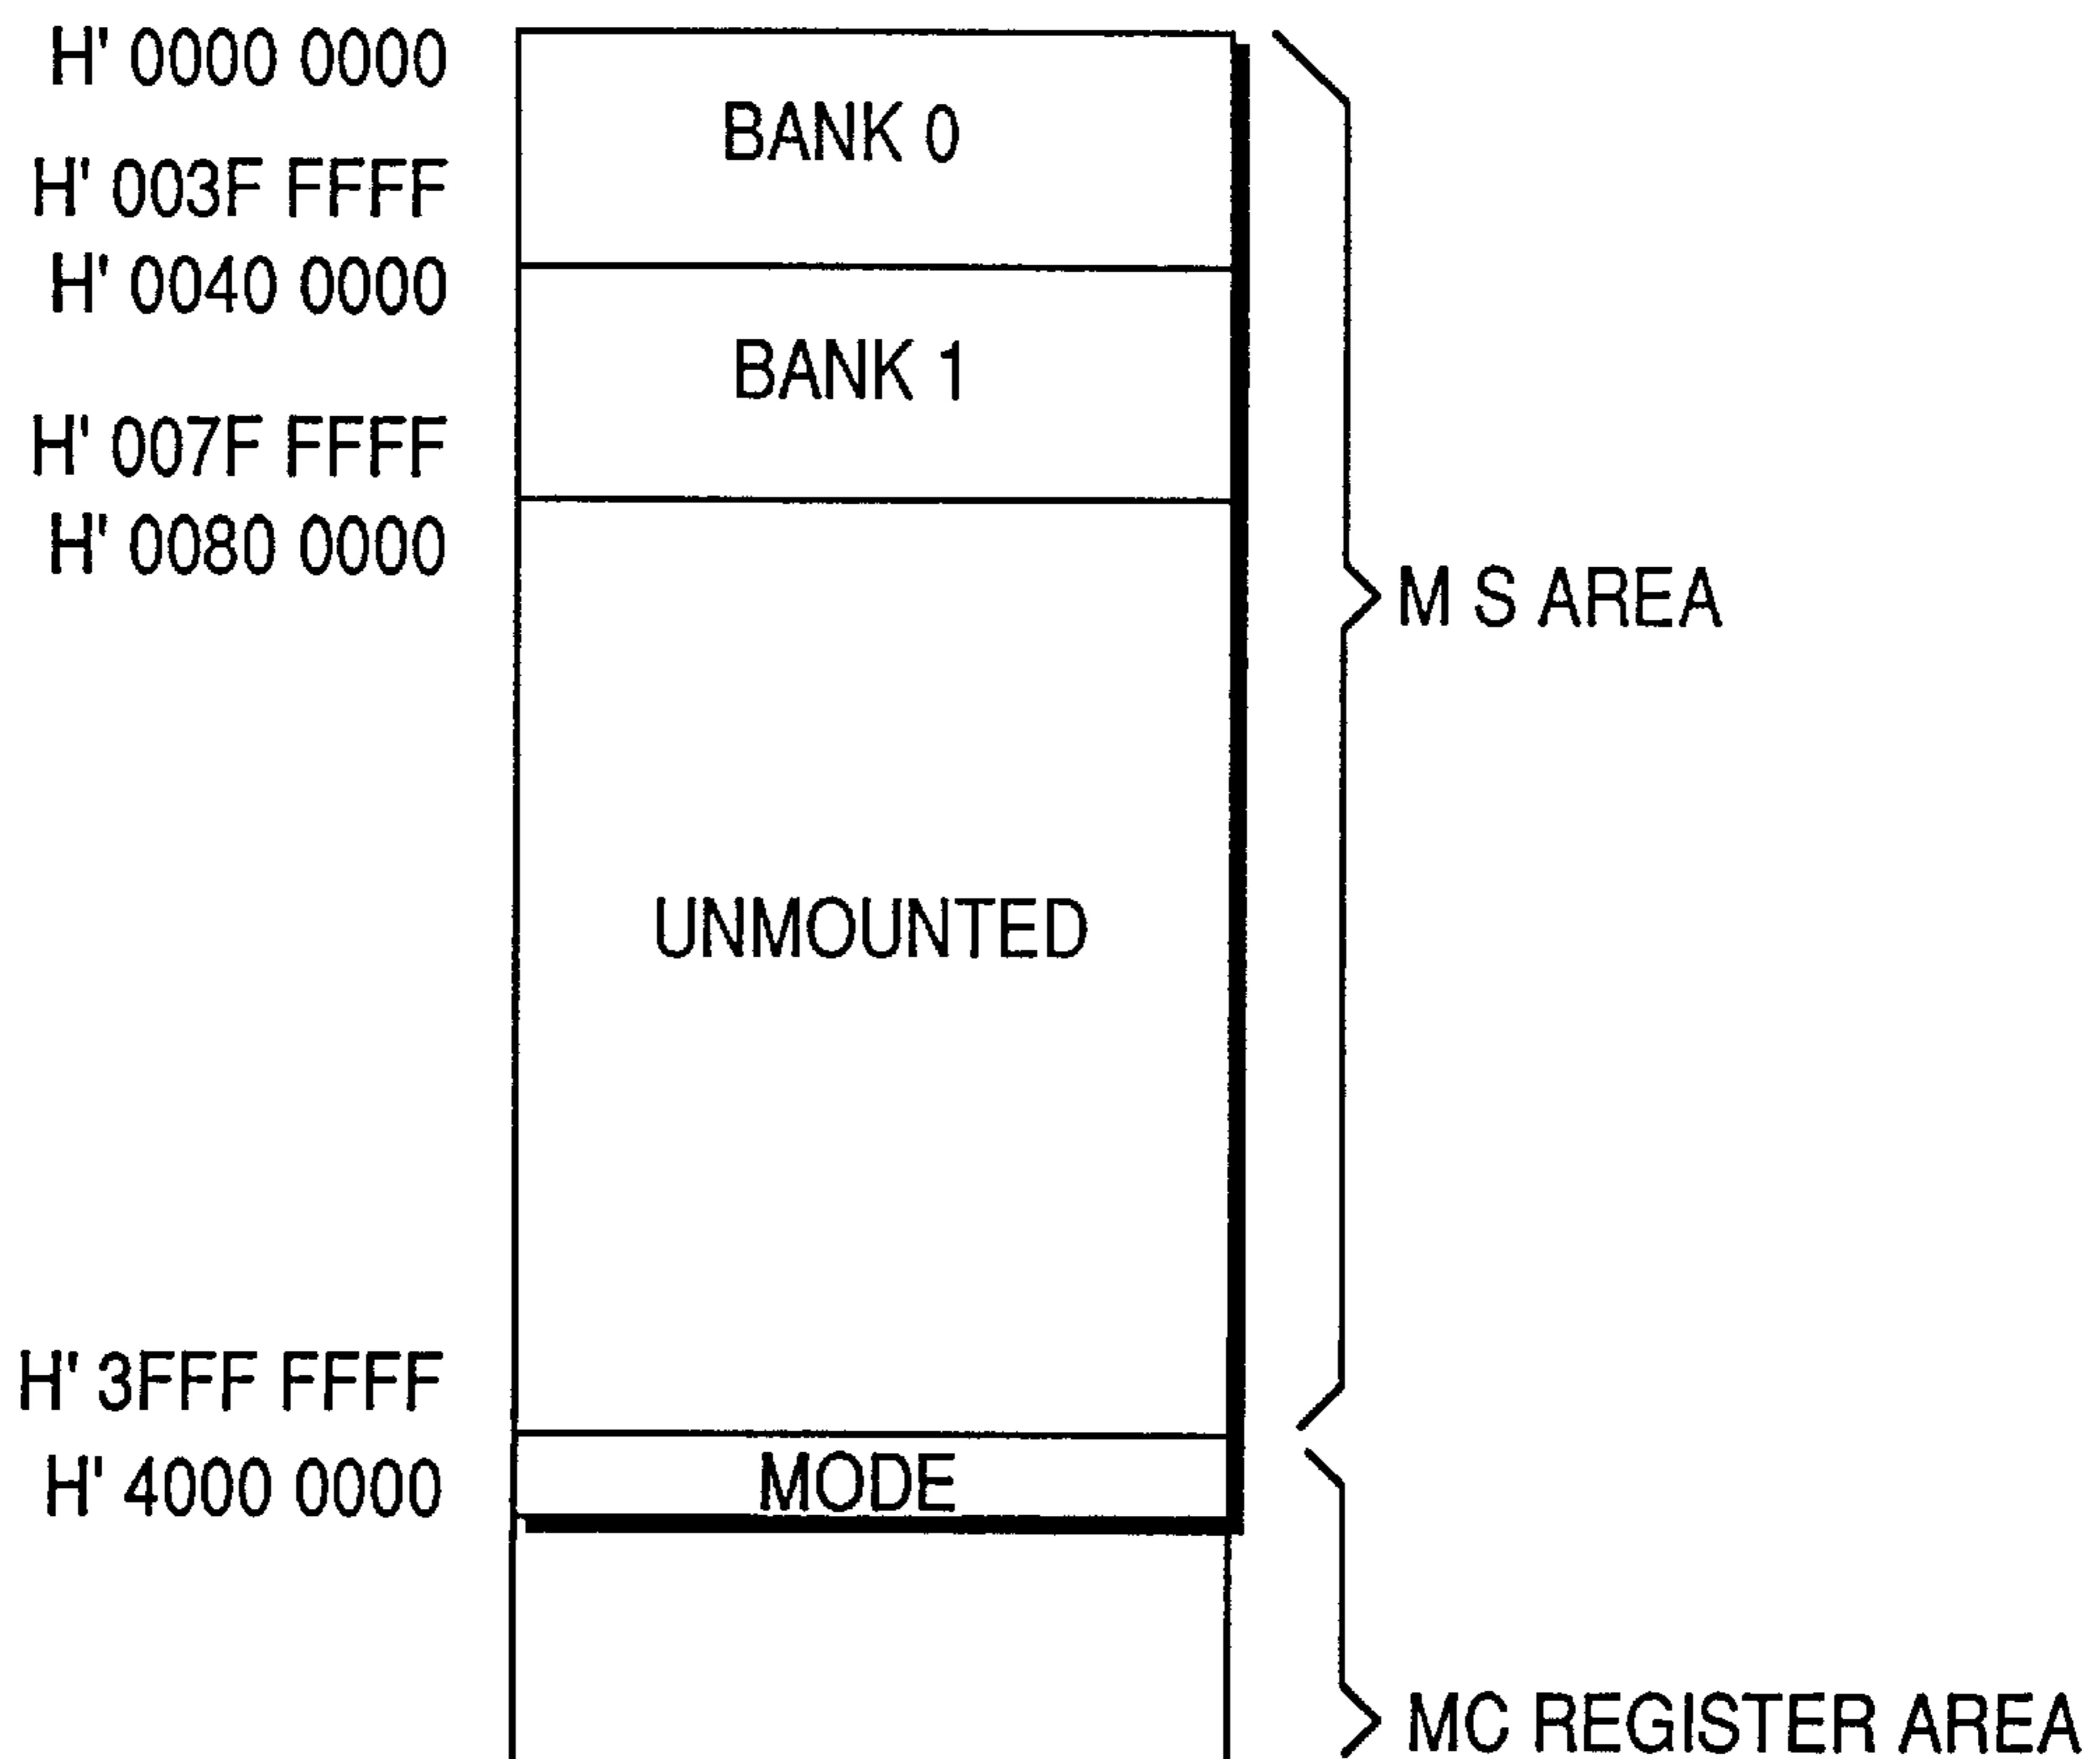 H' 0000 0000
BANK 0
H' 003F FFFF
H' 0040 0000
BANK 1
H' 007F FFFF
H' 0080 0000
M S AREA
UNMOUNTED
H' 3FFF FFFF
H' 4000 0000
MODE
MC REGISTER AREA